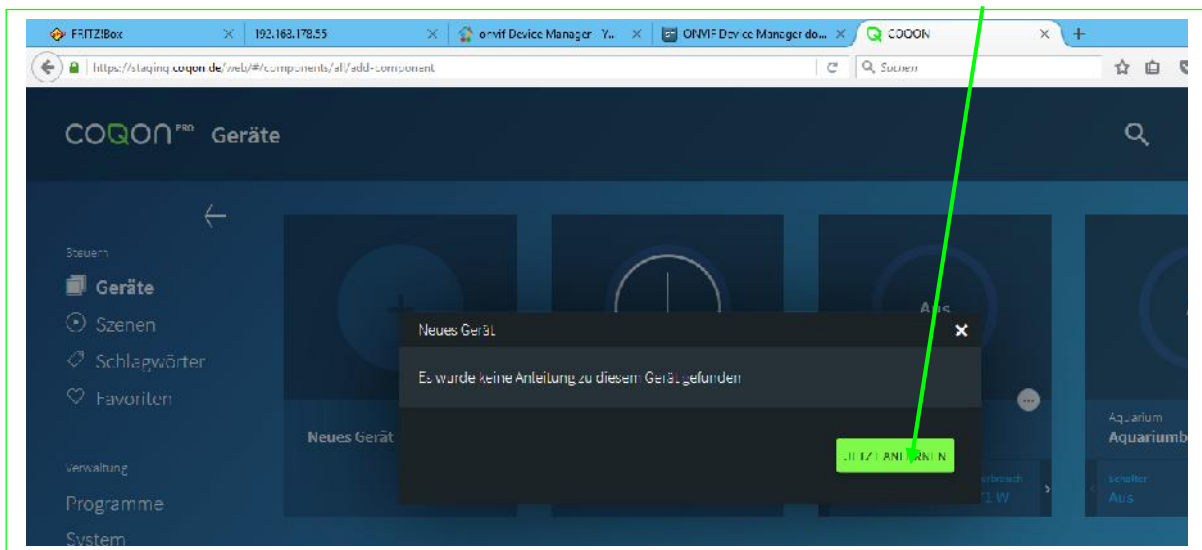 FRITZ!Box
192.168.178.55
onvif Device Manager - Y...
ONVIF Device Manager do...
COQON
https://staging.coqon.de/web/#/components/all/add-component
Suchen
COQON PRO Geräte
Steuern
Geräte
Szenen
Schlagwörter
Favoriten
Verwaltung
Programme
System
Neues Gerät
Aus
Neues Gerät
Es wurde keine Anleitung zu diesem Gerät gefunden
JETZT ANLERNEN
1 W
Aquarium
Aquariumb
schalter
Aus